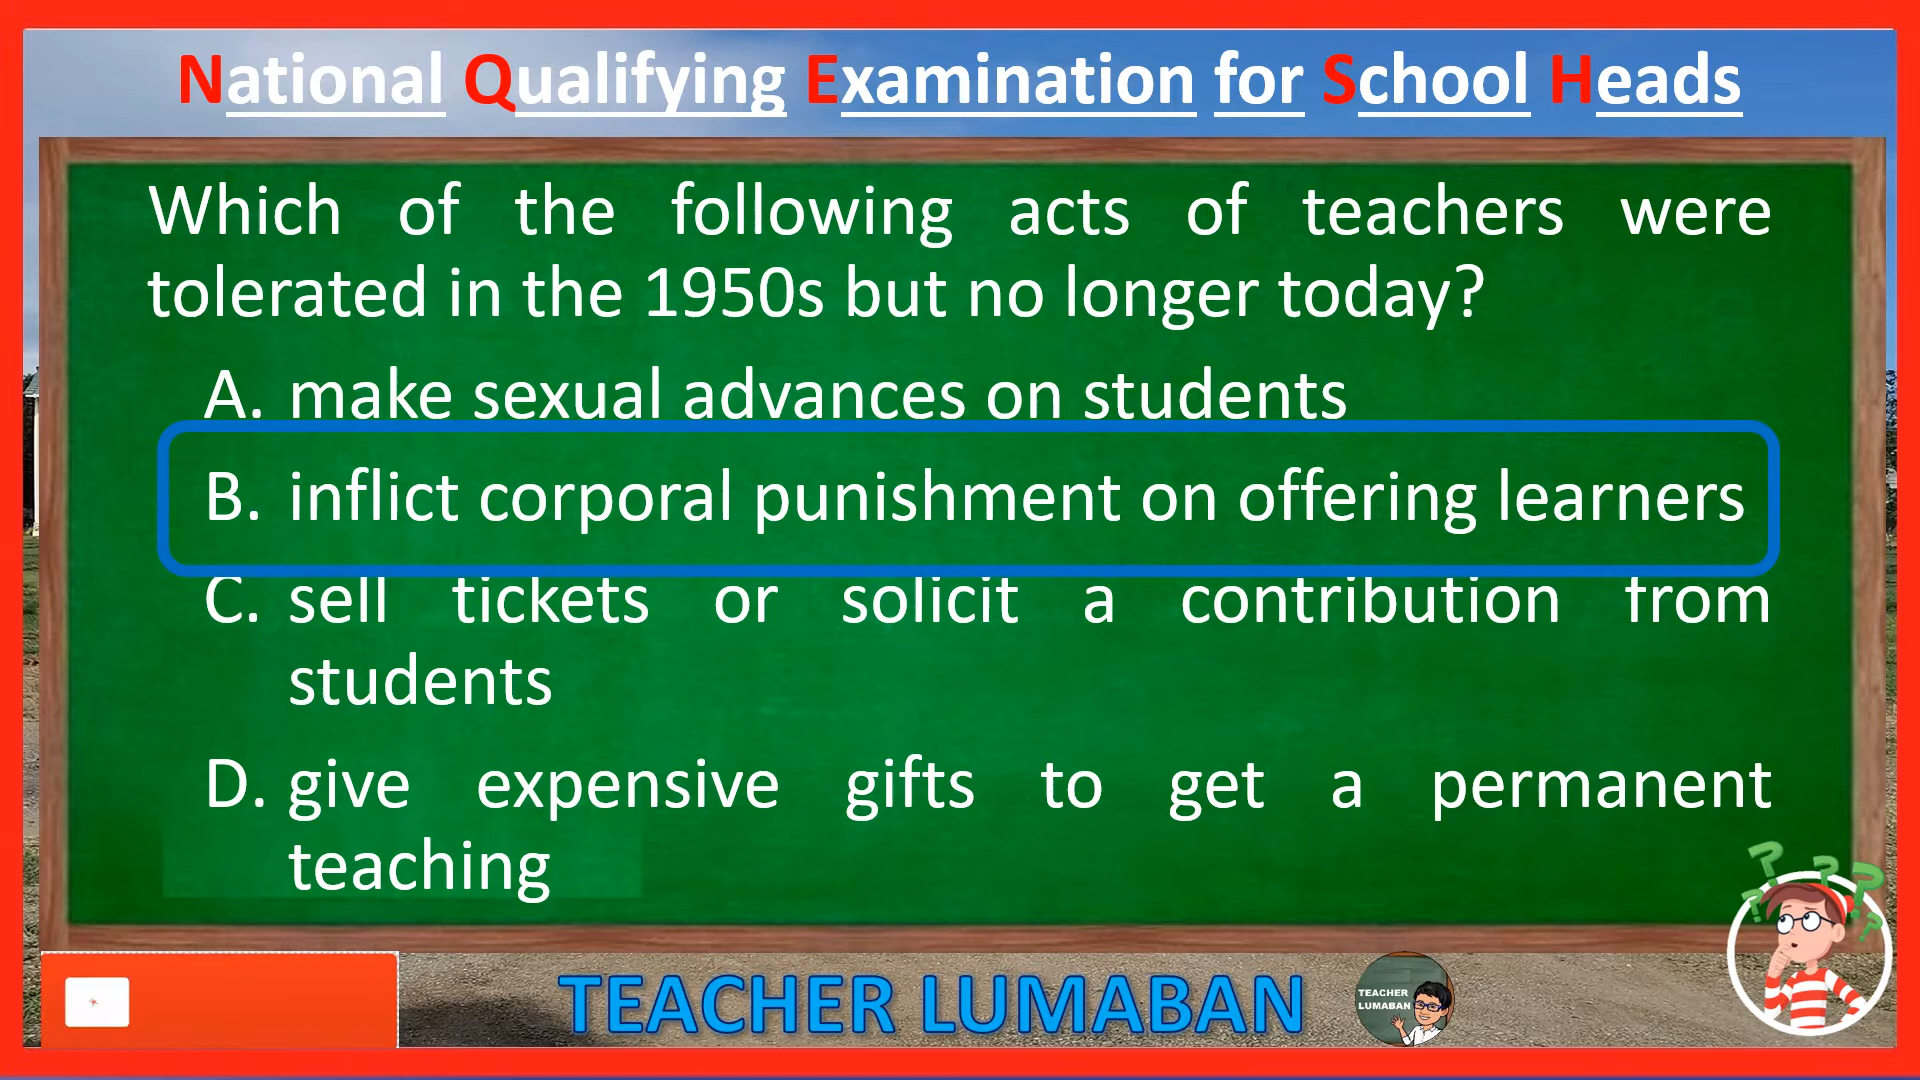 National Qualifying Examination for School Heads
Which of the following acts of teachers were
tolerated in the 1950s but no longer today?
A. make sexual advances on students
B. inflict corporal punishment on offering learners
C. sell tickets or solicit a contribution from
students
D. give expensive gifts to get a permanent
teaching
TEACHER LUMABAN
TEACHER
LUMABAN